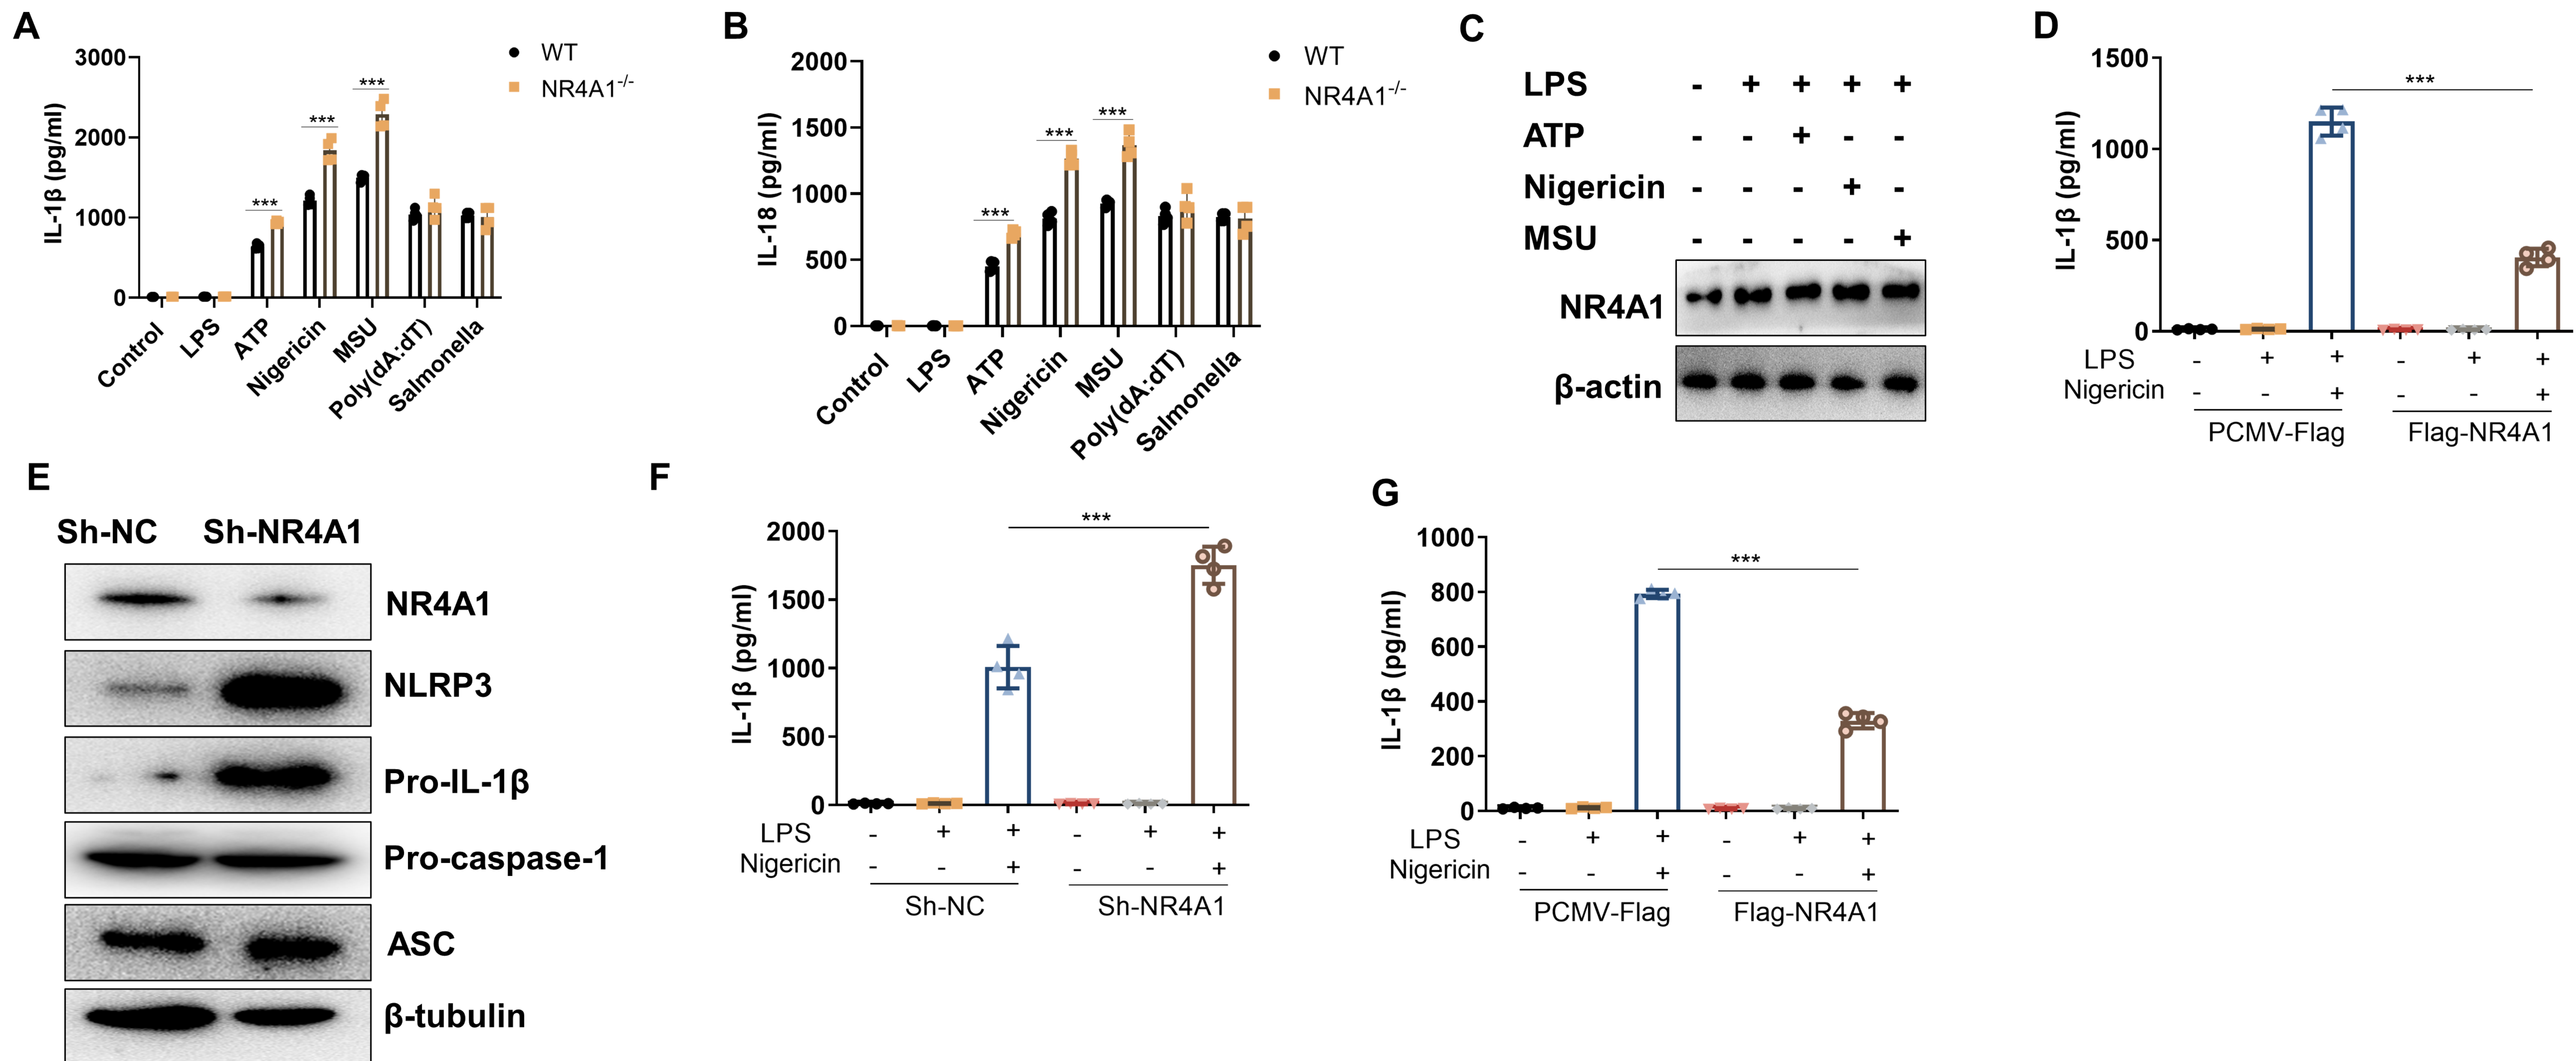 A
IL-1β (pg/ml)
3000
2000
1000
0
*** *** ***
Control LPS ATP Nigericin MSU Poly(dA:dT) Salmonella
WT
NR4A1-/-
B
IL-18 (pg/ml)
2000
1500
1000
500
0
*** *** ***
Control LPS ATP Nigericin MSU Poly(dA:dT) Salmonella
WT
NR4A1-/-
C
LPS - + + + +
ATP - - + - -
Nigericin - - - + -
MSU - - - - +
NR4A1
β-actin
D
IL-1β (pg/ml)
1500
1000
500
0
***
LPS - + + - + +
Nigericin - - + - - +
PCMV-Flag Flag-NR4A1
E
Sh-NC Sh-NR4A1
NR4A1
NLRP3
Pro-IL-1β
Pro-caspase-1
ASC
β-tubulin
F
IL-1β (pg/ml)
2000
1500
1000
500
0
***
LPS - + + - + +
Nigericin - - + - - +
Sh-NC Sh-NR4A1
G
IL-1β (pg/ml)
1000
800
600
400
200
0
***
LPS - + + - + +
Nigericin - - + - - +
PCMV-Flag Flag-NR4A1